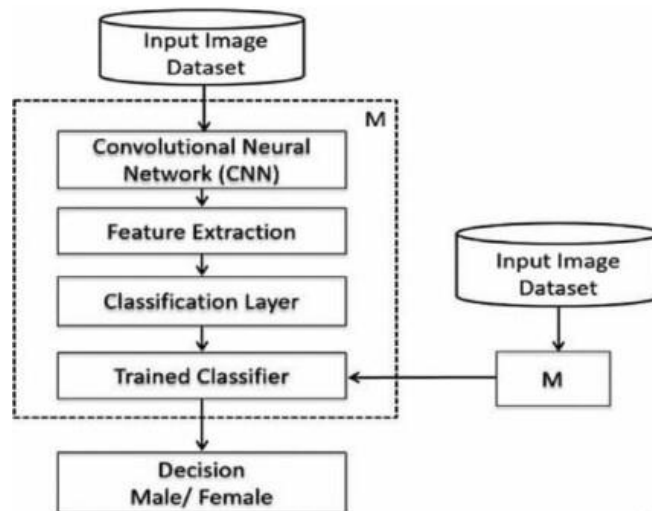 Input Image
Dataset
M
Convolutional Neural
Network (CNN)
Feature Extraction
Classification Layer
Trained Classifier
Decision
Male/ Female
Input Image
Dataset
M